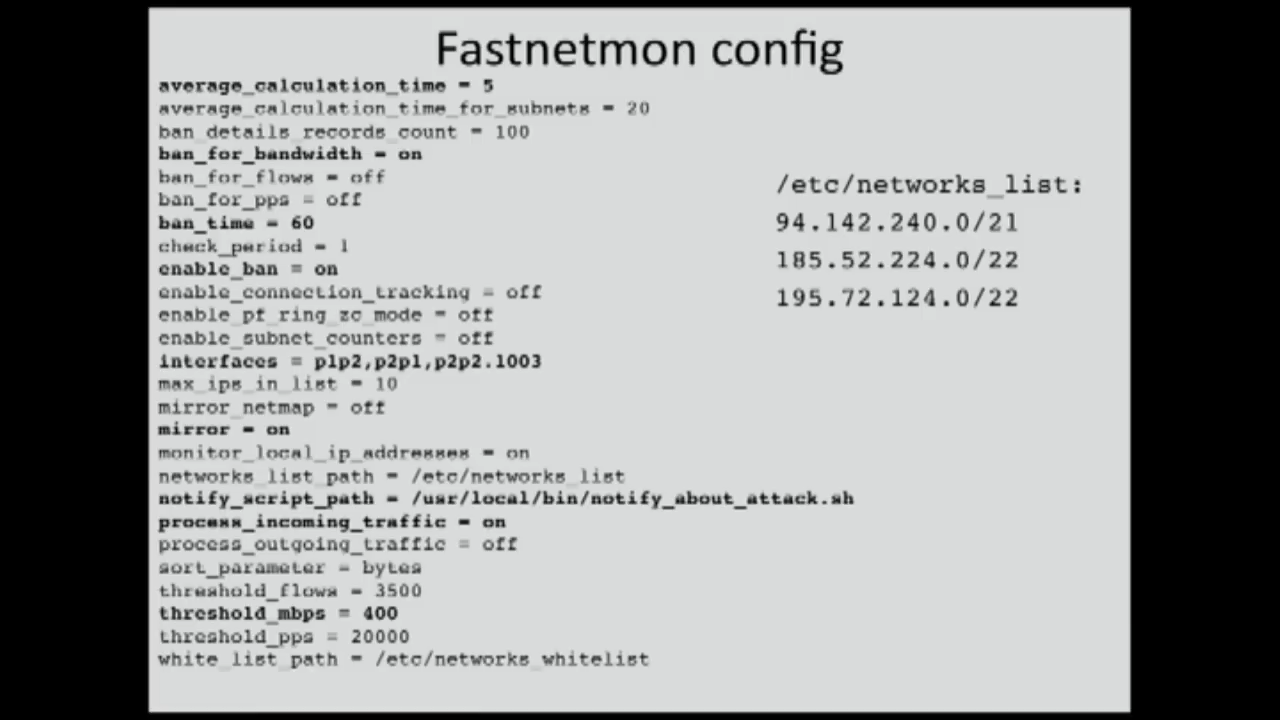 Fastnetmon config
average_calculation_time = 5
average_calculation_time_for_subnets = 20
ban_details_records_count = 100
ban_for_bandwidth = on
ban_for_flows = off
ban_for_pps = off
ban_time = 60
check_period = 1
enable_ban = on
enable_connection_tracking = off
enable_pf_ring_zc_mode = off
enable_subnet_counters = off
interfaces = p1p2,p2p1,p2p2.1003
max_ips_in_list = 10
mirror_netmap = off
mirror = on
monitor_local_ip_addresses = on
networks_list_path = /etc/networks_list
notify_script_path = /usr/local/bin/notify_about_attack.sh
process_incoming_traffic = on
process_outgoing_traffic = off
sort_parameter = bytes
threshold_flows = 3500
threshold_mbps = 400
threshold_pps = 20000
white_list_path = /etc/networks_whitelist
/etc/networks_list:
94.142.240.0/21
185.52.224.0/22
195.72.124.0/22